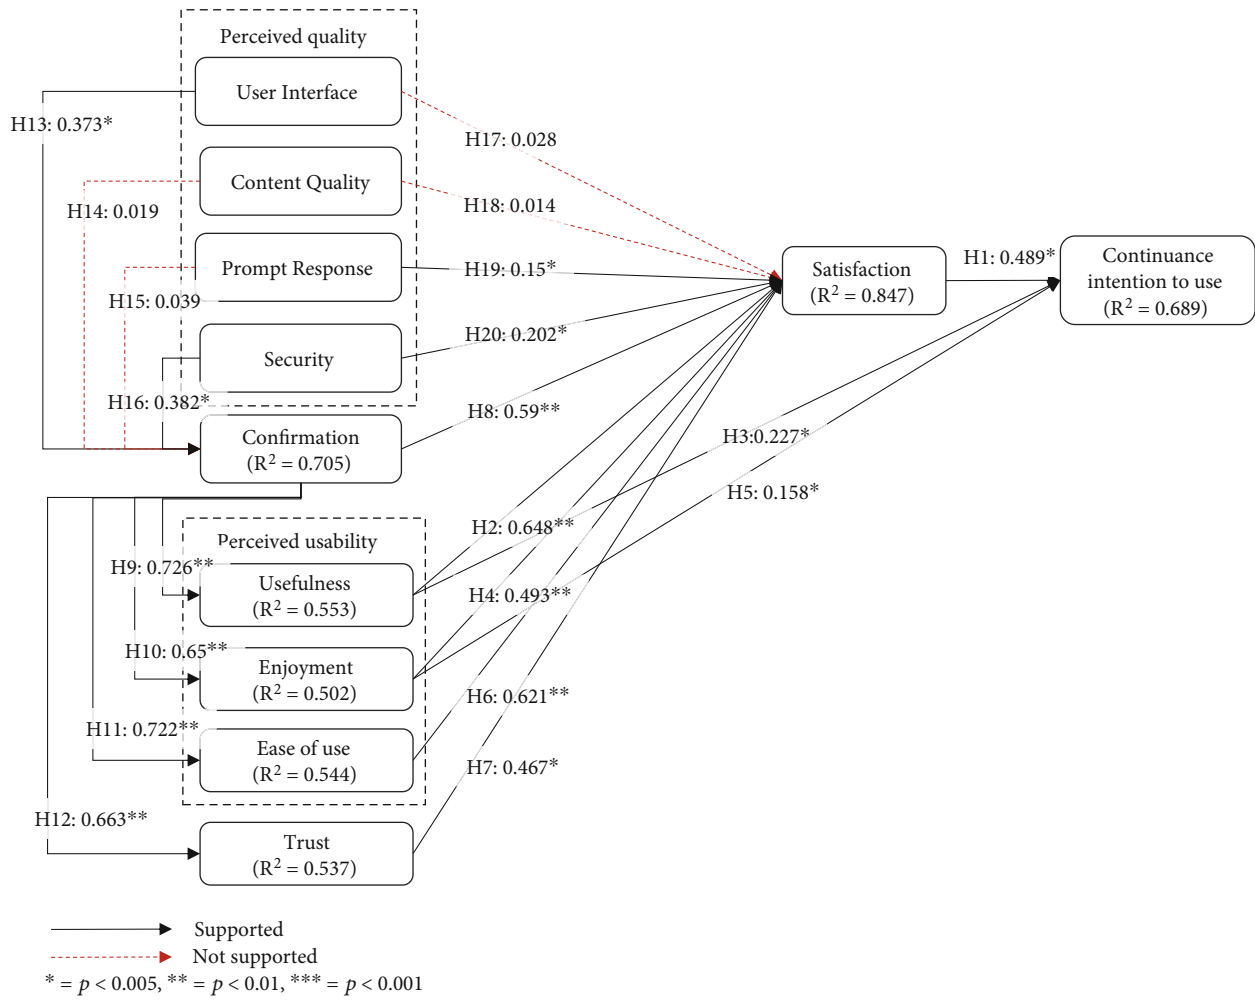 Perceived quality
User Interface
H13: 0.373*
H17: 0.028
Content Quality
H14: 0.019
H18: 0.014
Prompt Response
H15: 0.039
H19: 0.15*
Satisfaction
(R² = 0.847)
H1: 0.489*
Continuance
intention to use
(R² = 0.689)
Security
H20: 0.202*
H16: 0.382*
Confirmation
(R² = 0.705)
H8: 0.59**
H3:0.227*
H5: 0.158*
Perceived usability
H2: 0.648**
H9: 0.726**
Usefulness
(R² = 0.553)
H4: 0.493**
H10: 0.65**
Enjoyment
(R² = 0.502)
H6: 0.621**
H11: 0.722**
Ease of use
(R² = 0.544)
H7: 0.467*
H12: 0.663**
Trust
(R² = 0.537)
Supported
Not supported
* = p < 0.005, ** = p < 0.01, *** = p < 0.001